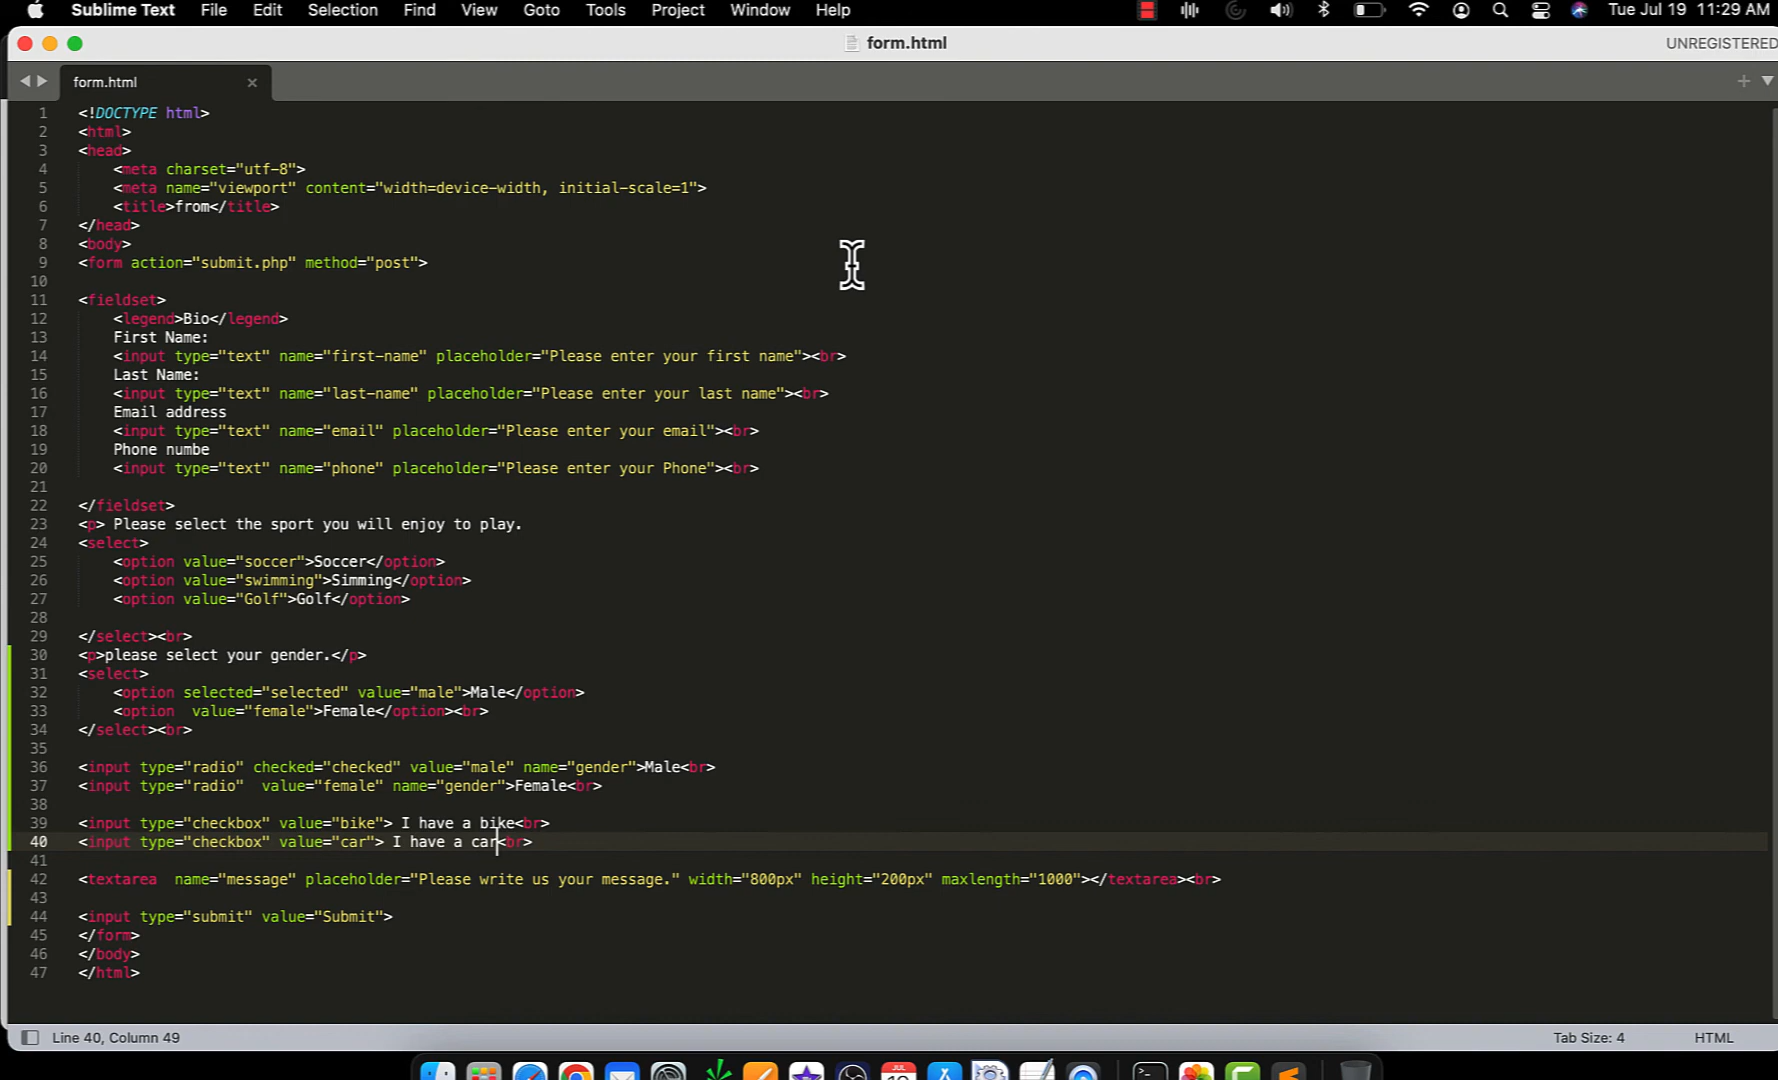 Sublime Text File Edit Selection Find View Goto Tools Project Window Help Tue Jul 19 11:29 AM
form.html UNREGISTERED
form.html
1 <!DOCTYPE html>
2 <html>
3 <head>
4 <meta charset="utf-8">
5 <meta name="viewport" content="width=device-width, initial-scale=1">
6 <title>from</title>
7 </head>
8 <body>
9 <form action="submit.php" method="post">
10
11 <fieldset>
12 <legend>Bio</legend>
13 First Name:
14 <input type="text" name="first-name" placeholder="Please enter your first name"><br>
15 Last Name:
16 <input type="text" name="last-name" placeholder="Please enter your last name"><br>
17 Email address
18 <input type="text" name="email" placeholder="Please enter your email"><br>
19 Phone numbe
20 <input type="text" name="phone" placeholder="Please enter your Phone"><br>
21
22 </fieldset>
23 <p> Please select the sport you will enjoy to play.
24 <select>
25 <option value="soccer">Soccer</option>
26 <option value="swimming">Simming</option>
27 <option value="Golf">Golf</option>
28
29 </select><br>
30 <p>please select your gender.</p>
31 <select>
32 <option selected="selected" value="male">Male</option>
33 <option  value="female">Female</option><br>
34 </select><br>
35
36 <input type="radio" checked="checked" value="male" name="gender">Male<br>
37 <input type="radio"  value="female" name="gender">Female<br>
38
39 <input type="checkbox" value="bike"> I have a bike<br>
40 <input type="checkbox" value="car"> I have a car<br>
41
42 <textarea  name="message" placeholder="Please write us your message." width="800px" height="200px" maxlength="1000"></textarea><br>
43
44 <input type="submit" value="Submit">
45 </form>
46 </body>
47 </html>
Line 40, Column 49 Tab Size: 4 HTML
JUL